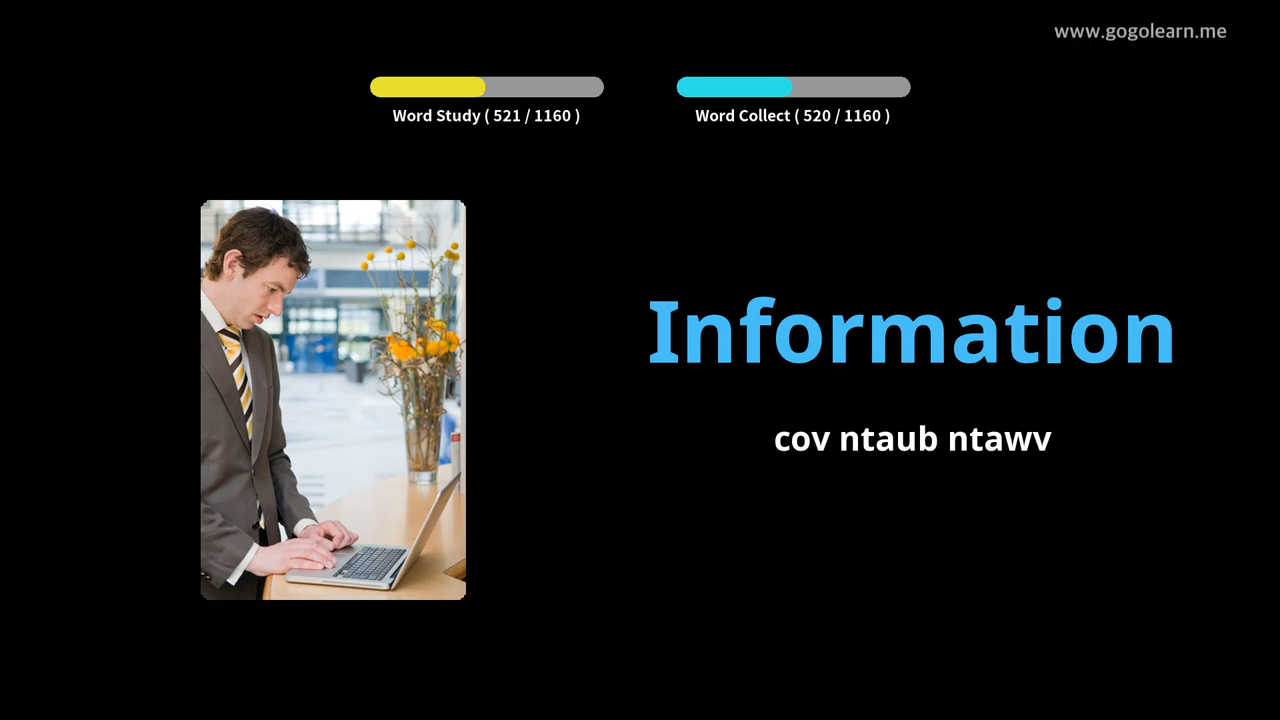 www.gogolearn.me
Word Study ( 521 / 1160 )
Word Collect ( 520 / 1160 )
Information
cov ntaub ntawv